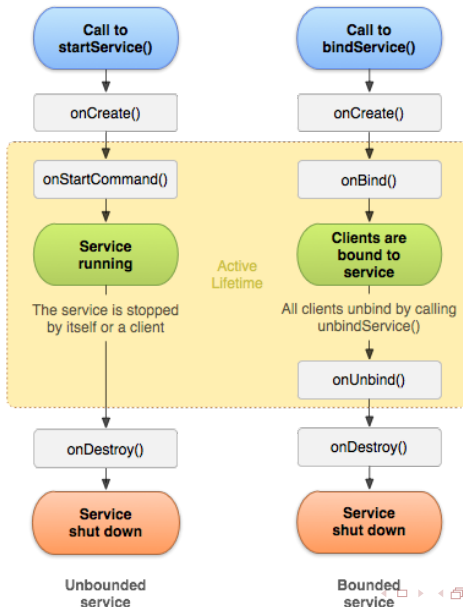 Call to
startService()
onCreate()
onStartCommand()
Service
running
The service is stopped
by itself or a client
onDestroy()
Service
shut down
Unbounded
service
Active
Lifetime
Call to
bindService()
onCreate()
onBind()
Clients are
bound to
service
All clients unbind by calling
unbindService()
onUnbind()
onDestroy()
Service
shut down
Bounded
service